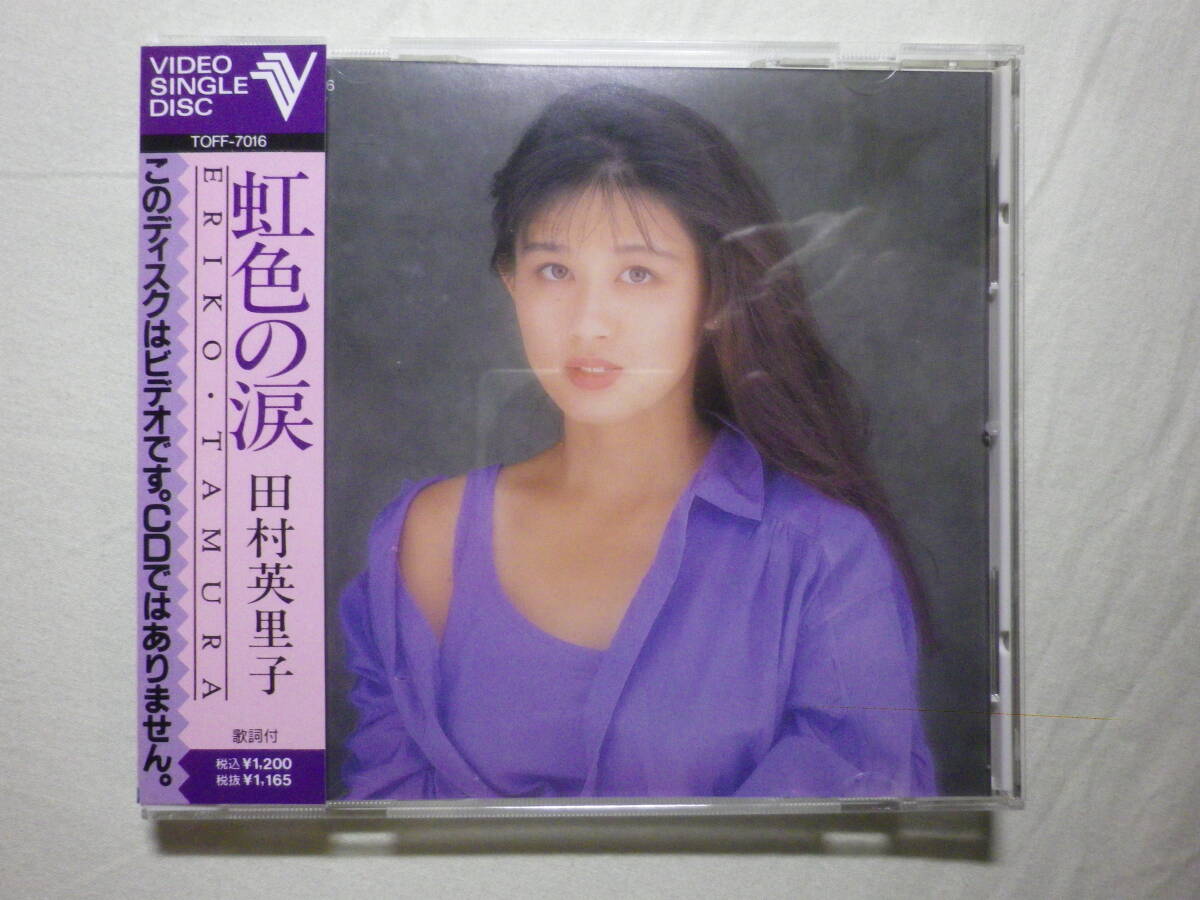 VIDEO
SINGLE
DISC
TOFF-7016
虹色の涙
田村英里子
ERIKO・TAMURA
このディスクはビデオです。CDではありません。
歌詞付
税込¥1,200
税抜¥1,165
6